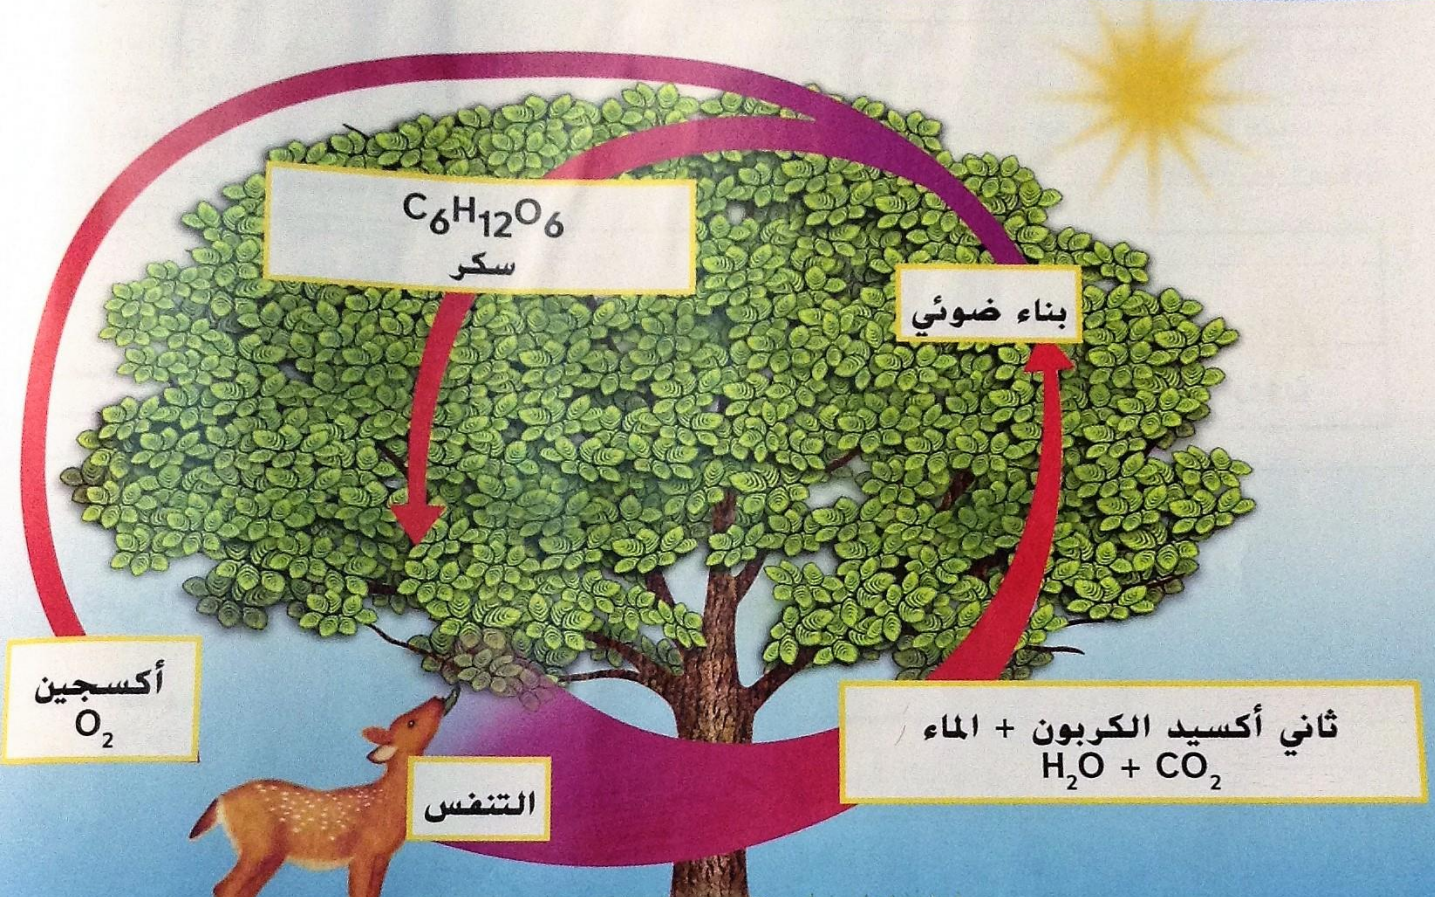 C₆H₁₂O₆
سكر
بناء ضوئي
أكسجين
O₂
ثاني أكسيد الكربون + الماء
H₂O + CO₂
التنفس